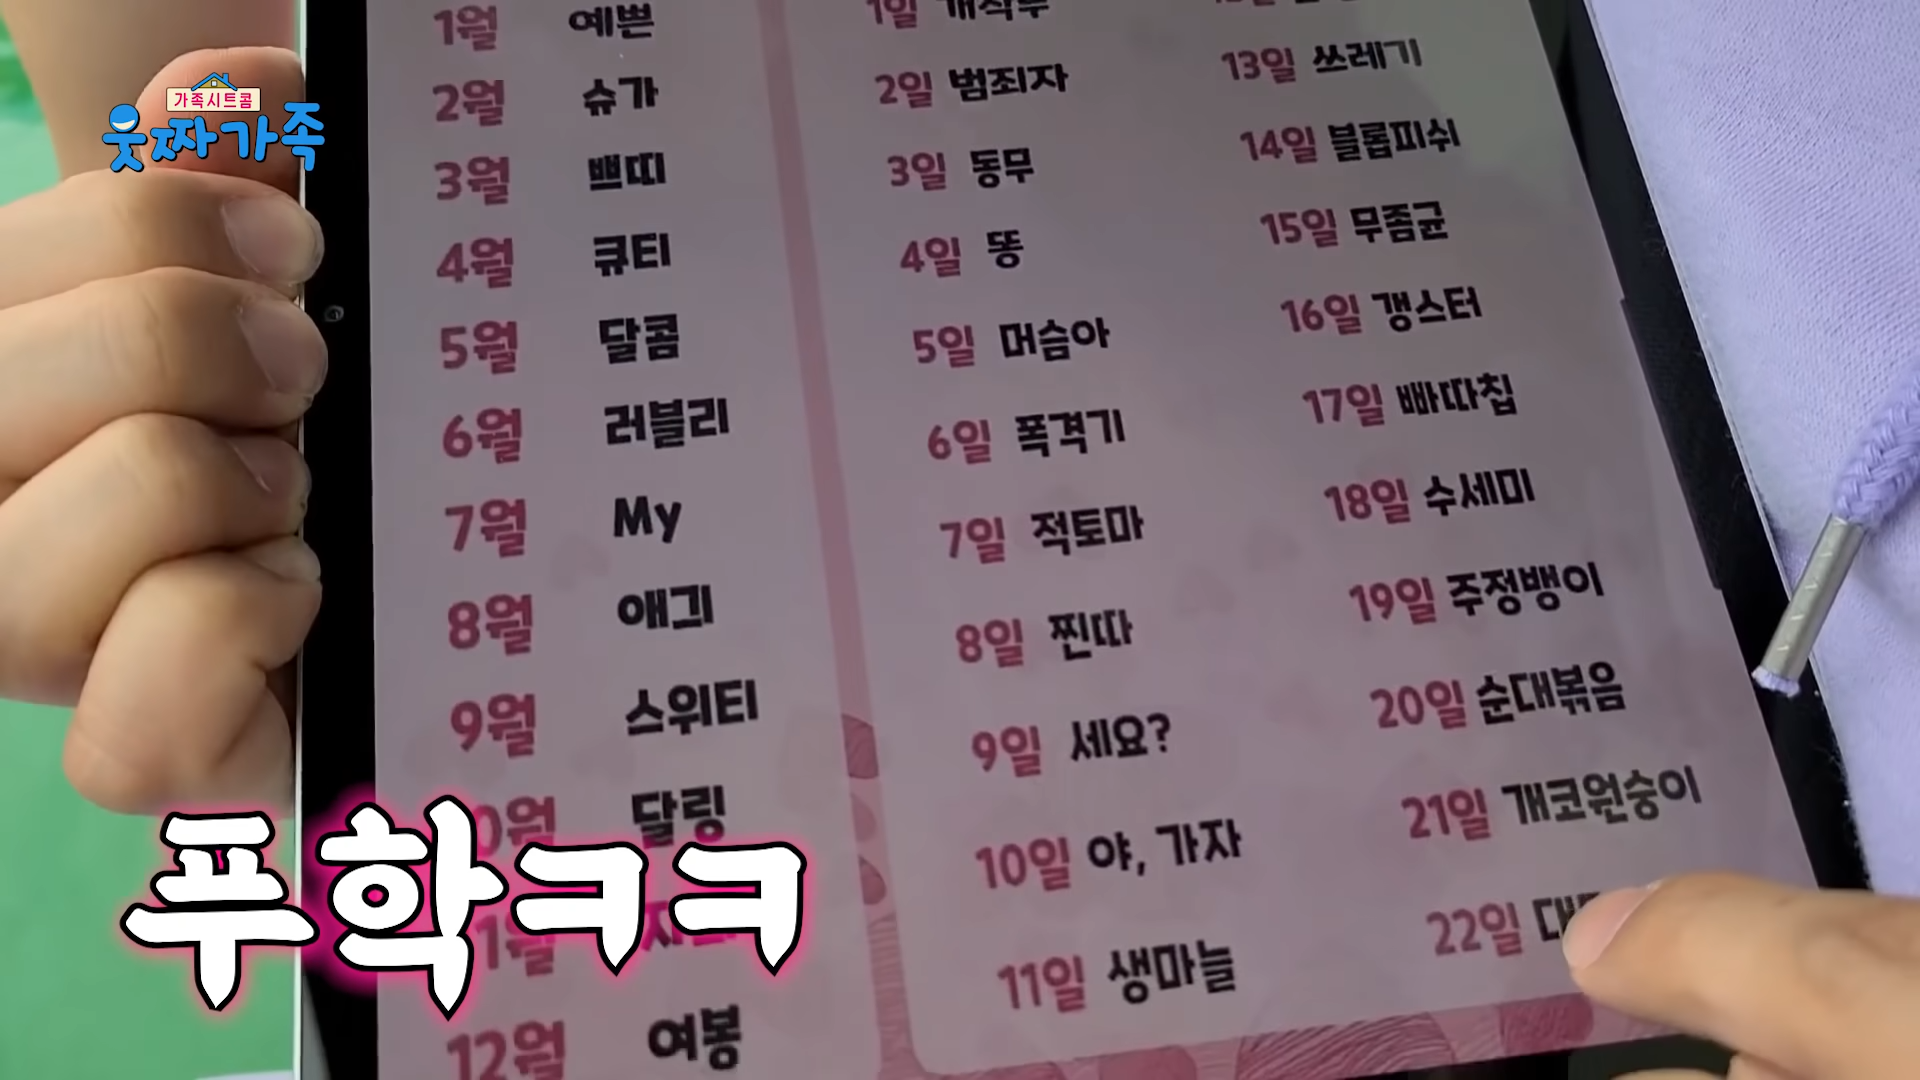 가족시트콤
웃짜가족
1월 예쁜
2월 슈가
3월 쁘띠
4월 큐티
5월 달콤
6월 러블리
7월 My
8월 애긔
9월 스위티
달링
12월 여봉
1일
2일 범죄자
3일 동무
4일 똥
5일 머슴아
6일 폭격기
7일 적토마
8일 찐따
9일 세요?
10일 야, 가자
11일 생마늘
13일 쓰레기
14일 블롭피쉬
15일 무좀균
16일 갱스터
17일 빠따칩
18일 수세미
19일 주정뱅이
20일 순대볶음
21일 개코원숭이
22일
푸학ㅋㅋ